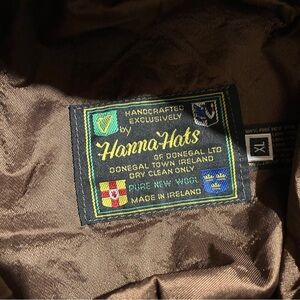 HANDCRAFTED
EXCLUSIVELY
by
Hanna Hats
OF DONEGAL LTD
DONEGAL TOWN IRELAND
DRY CLEAN ONLY
PURE NEW WOOL
MADE IN IRELAND
XL